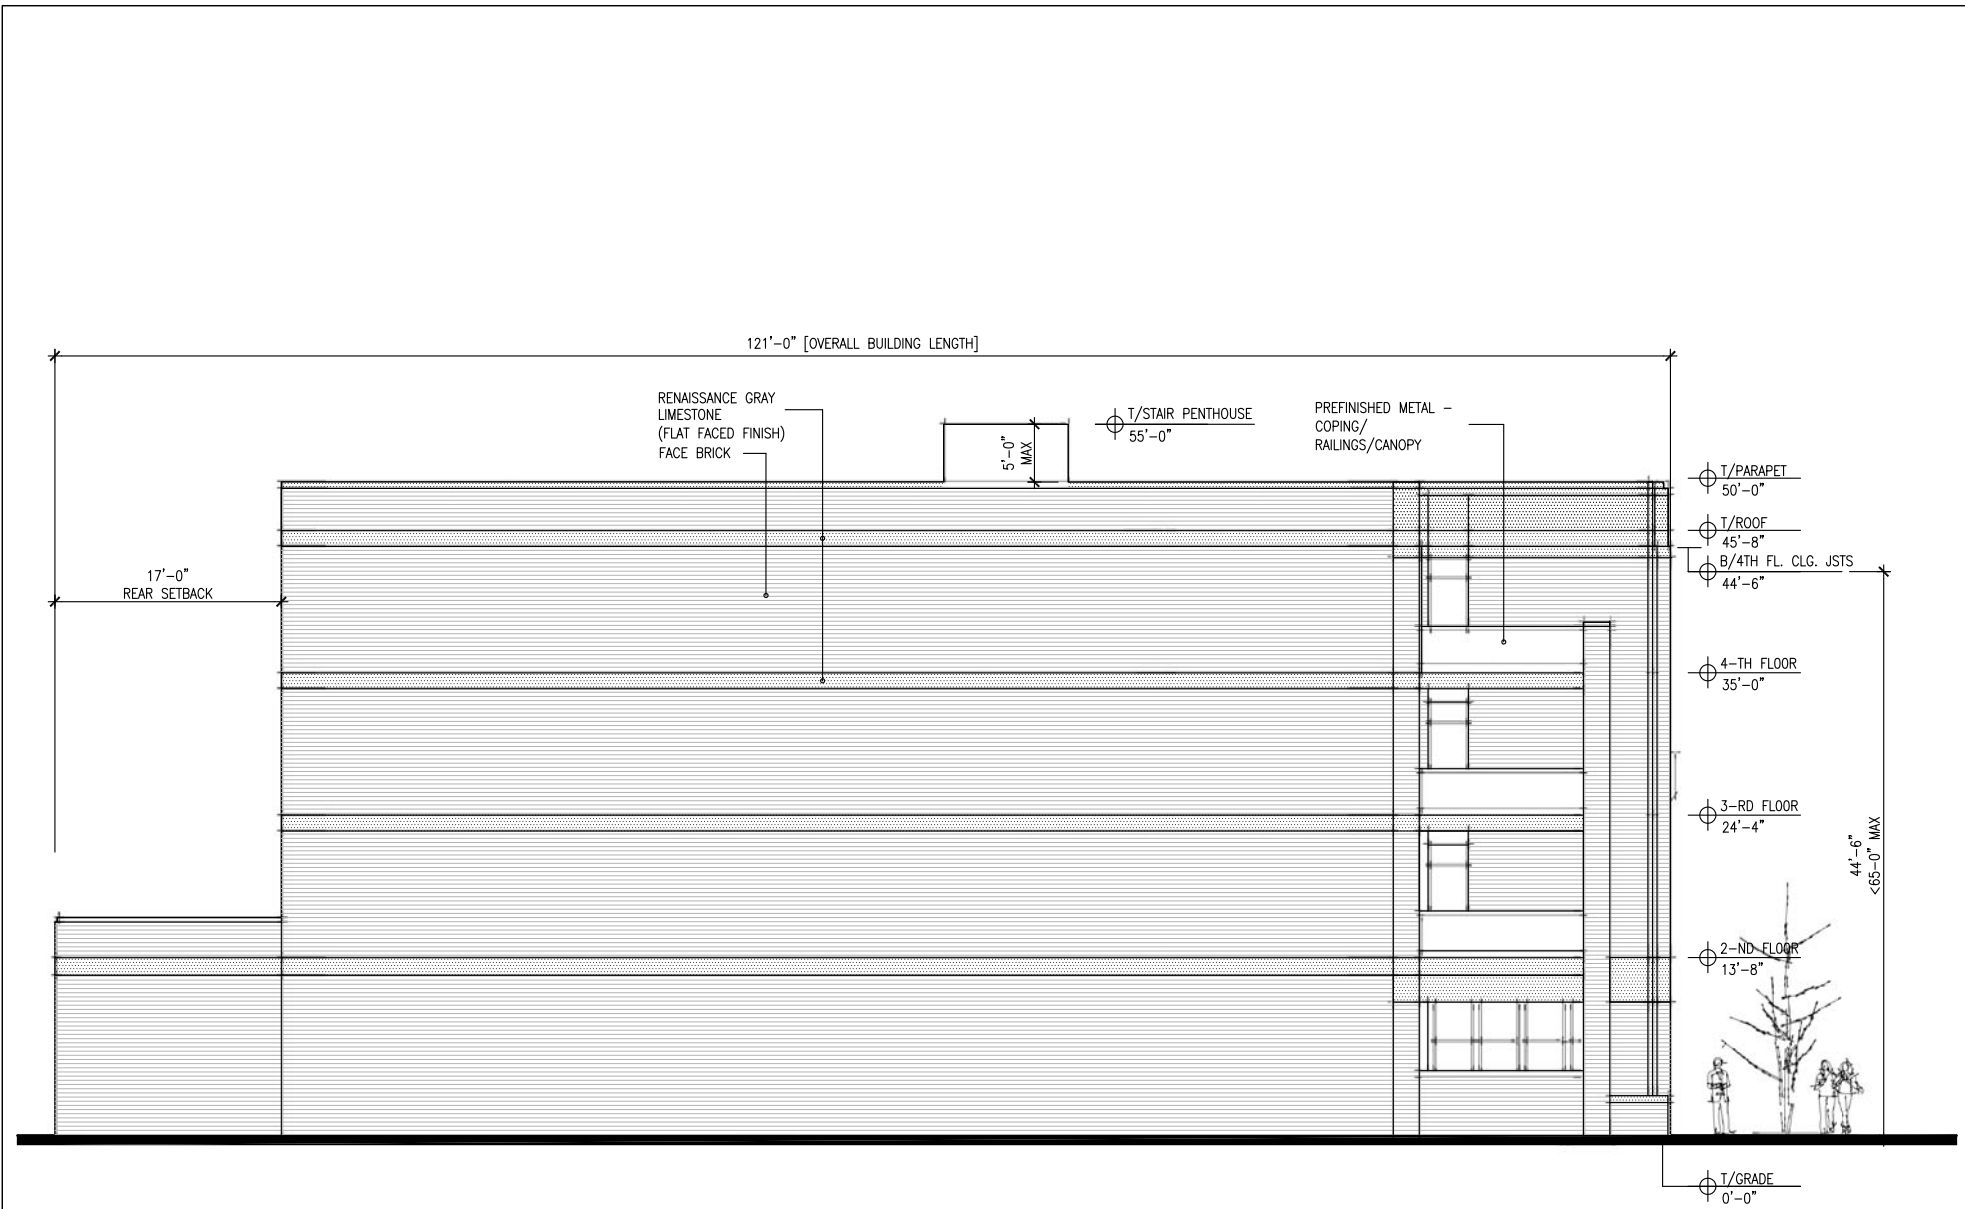 121'-0" [OVERALL BUILDING LENGTH]
RENAISSANCE GRAY
LIMESTONE
(FLAT FACED FINISH)
FACE BRICK
5'-0"
MAX
T/STAIR PENTHOUSE
55'-0"
PREFINISHED METAL -
COPING/
RAILINGS/CANOPY
T/PARAPET
50'-0"
T/ROOF
45'-8"
B/4TH FL. CLG. JSTS
44'-6"
17'-0"
REAR SETBACK
4-TH FLOOR
35'-0"
3-RD FLOOR
24'-4"
44'-6"
<65-0" MAX
2-ND FLOOR
13'-8"
T/GRADE
0'-0"